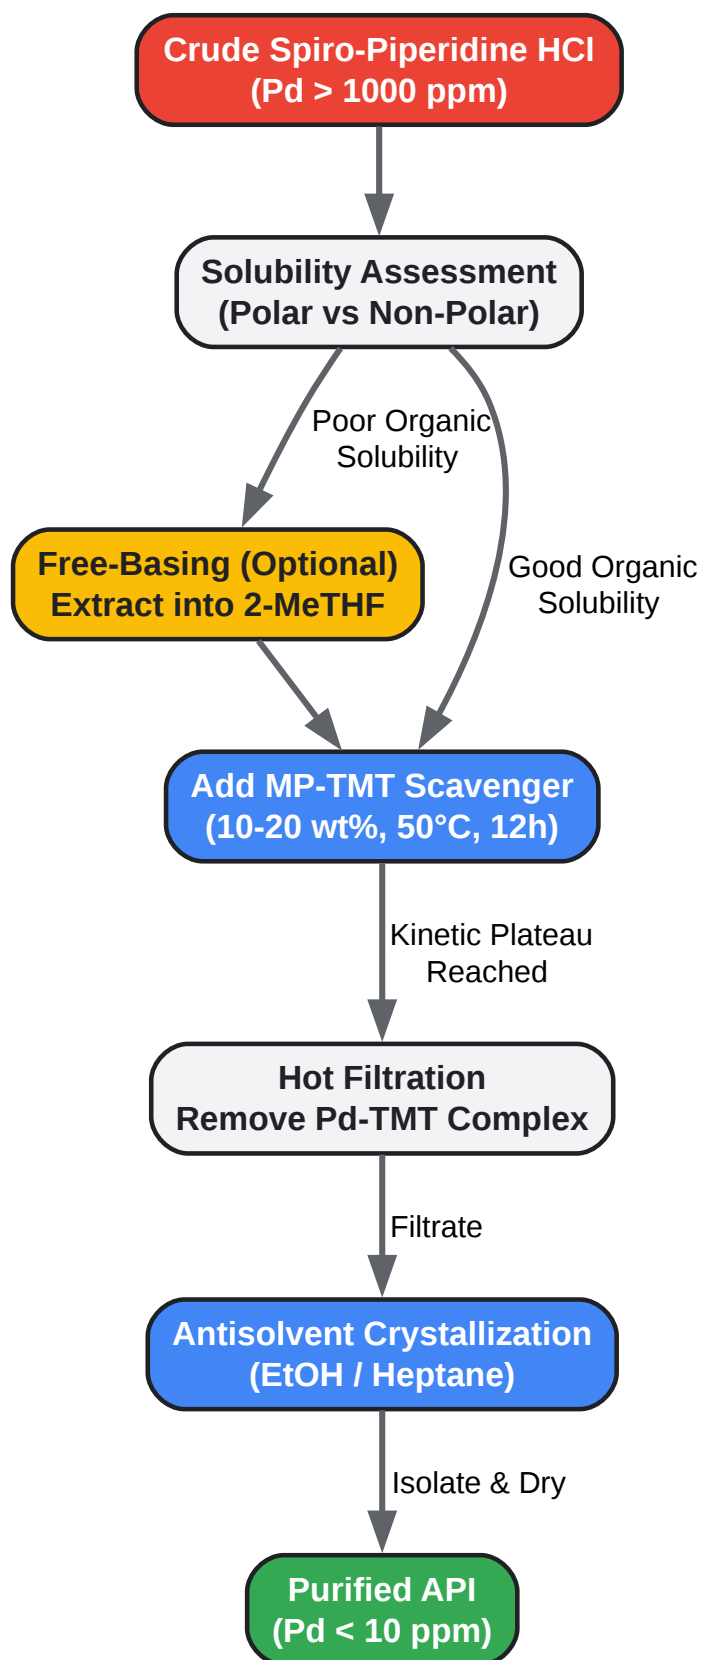 Crude Spiro-Piperidine HCl
(Pd > 1000 ppm)
Solubility Assessment
(Polar vs Non-Polar)
Poor Organic
Solubility
Free-Basing (Optional)
Extract into 2-MeTHF
Good Organic
Solubility
Add MP-TMT Scavenger
(10-20 wt%, 50°C, 12h)
Kinetic Plateau
Reached
Hot Filtration
Remove Pd-TMT Complex
Filtrate
Antisolvent Crystallization
(EtOH / Heptane)
Isolate & Dry
Purified API
(Pd < 10 ppm)